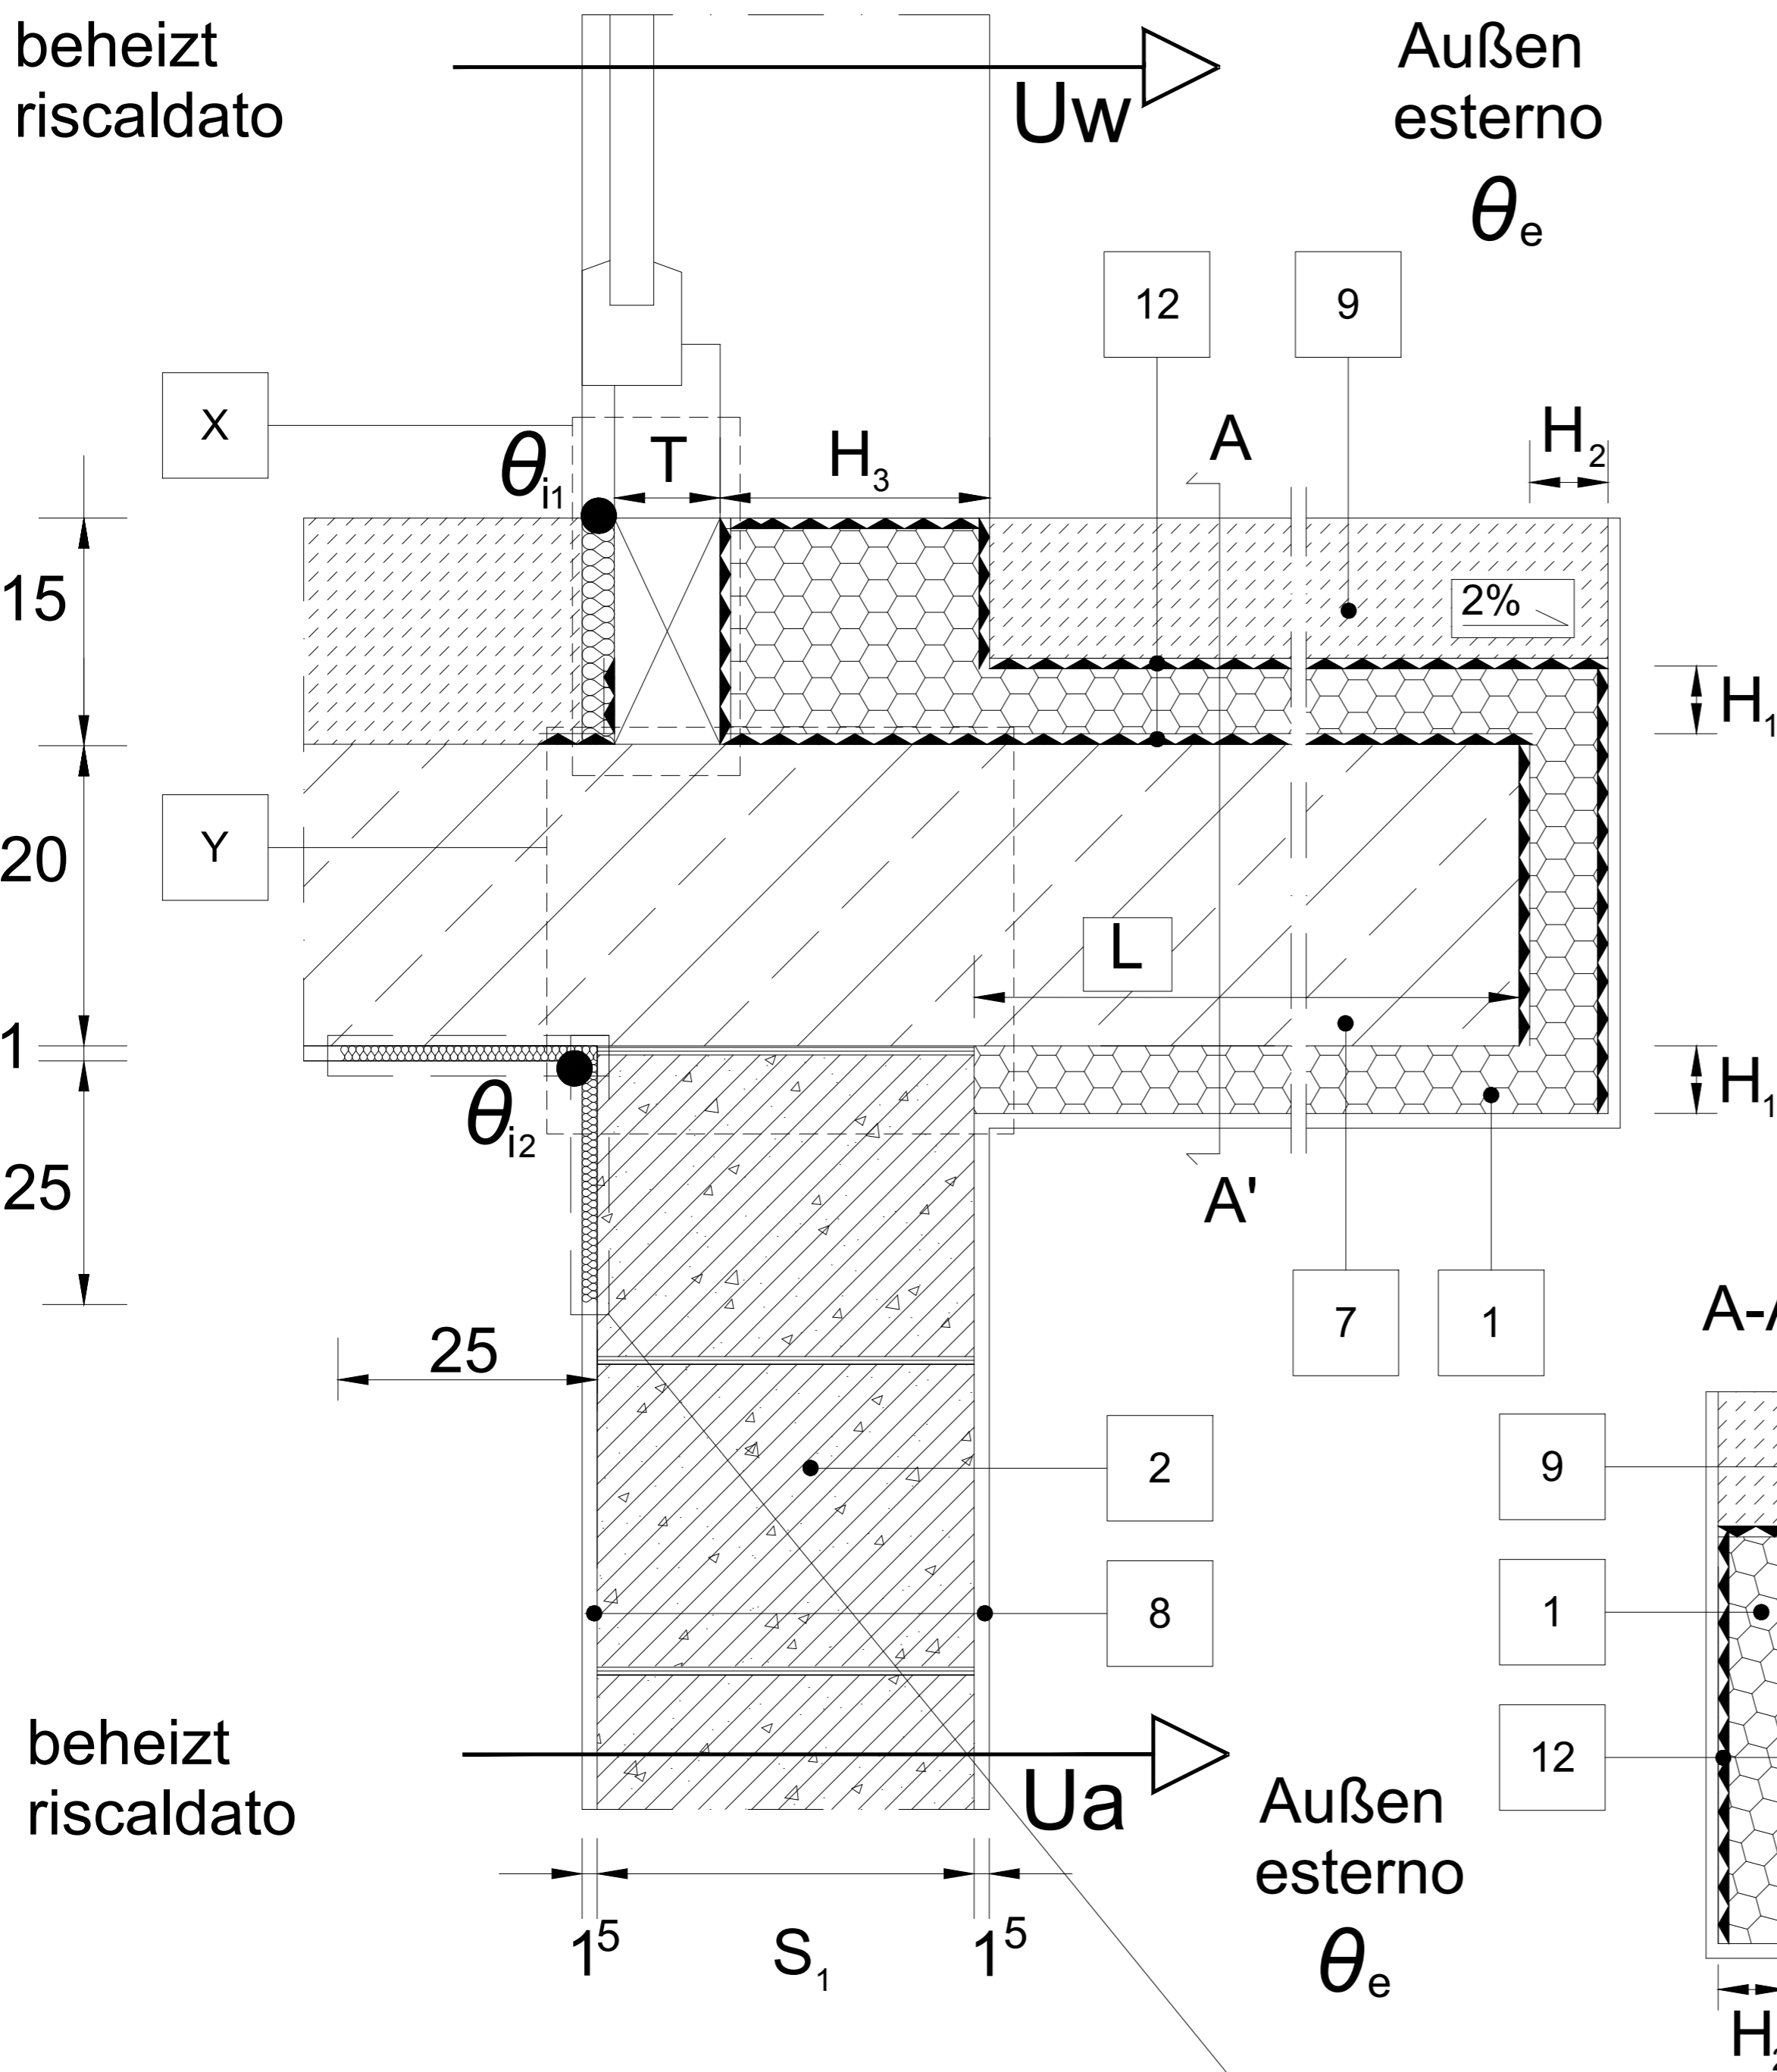 beheizt
riscaldato
Uw
Außen
esterno
θe
12
9
X
θi1
T
H3
A
H2
15
2%
H1
20
Y
L
1
θi2
H1
25
A'
25
7
1
2
9
8
1
beheizt
riscaldato
Ua
12
Außen
esterno
1⁵
S1
1⁵
θe